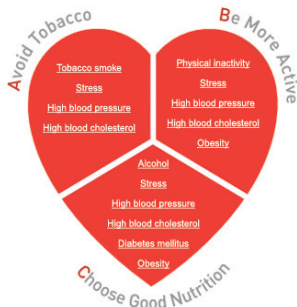 Avoid Tobacco
Tobacco smoke
Stress
High blood pressure
High blood cholesterol
Be More Active
Physical inactivity
Stress
High blood pressure
High blood cholesterol
Obesity
Alcohol
Stress
High blood pressure
High blood cholesterol
Diabetes mellitus
Obesity
Choose Good Nutrition